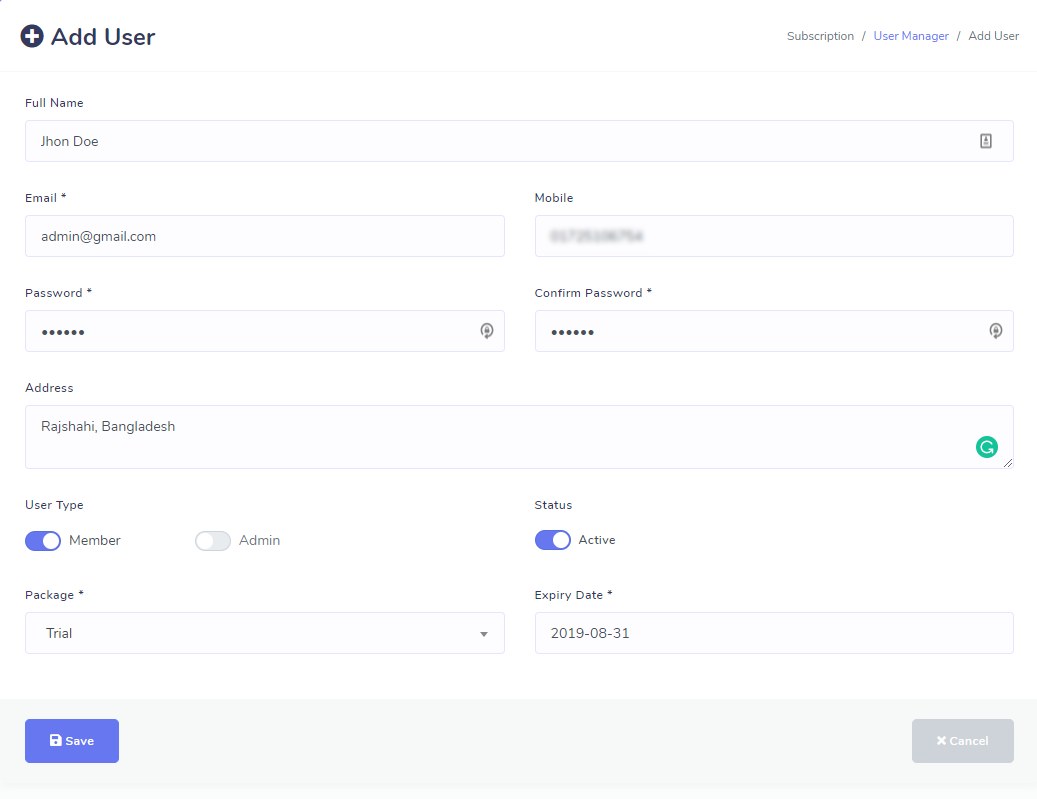 Add User
Subscription / User Manager / Add User
Full Name
Jhon Doe
Email *
Mobile
admin@gmail.com
Password *
Confirm Password *
••••••
••••••
Address
Rajshahi, Bangladesh
User Type
Status
Member
Admin
Active
Package *
Expiry Date *
Trial
2019-08-31
Save
Cancel